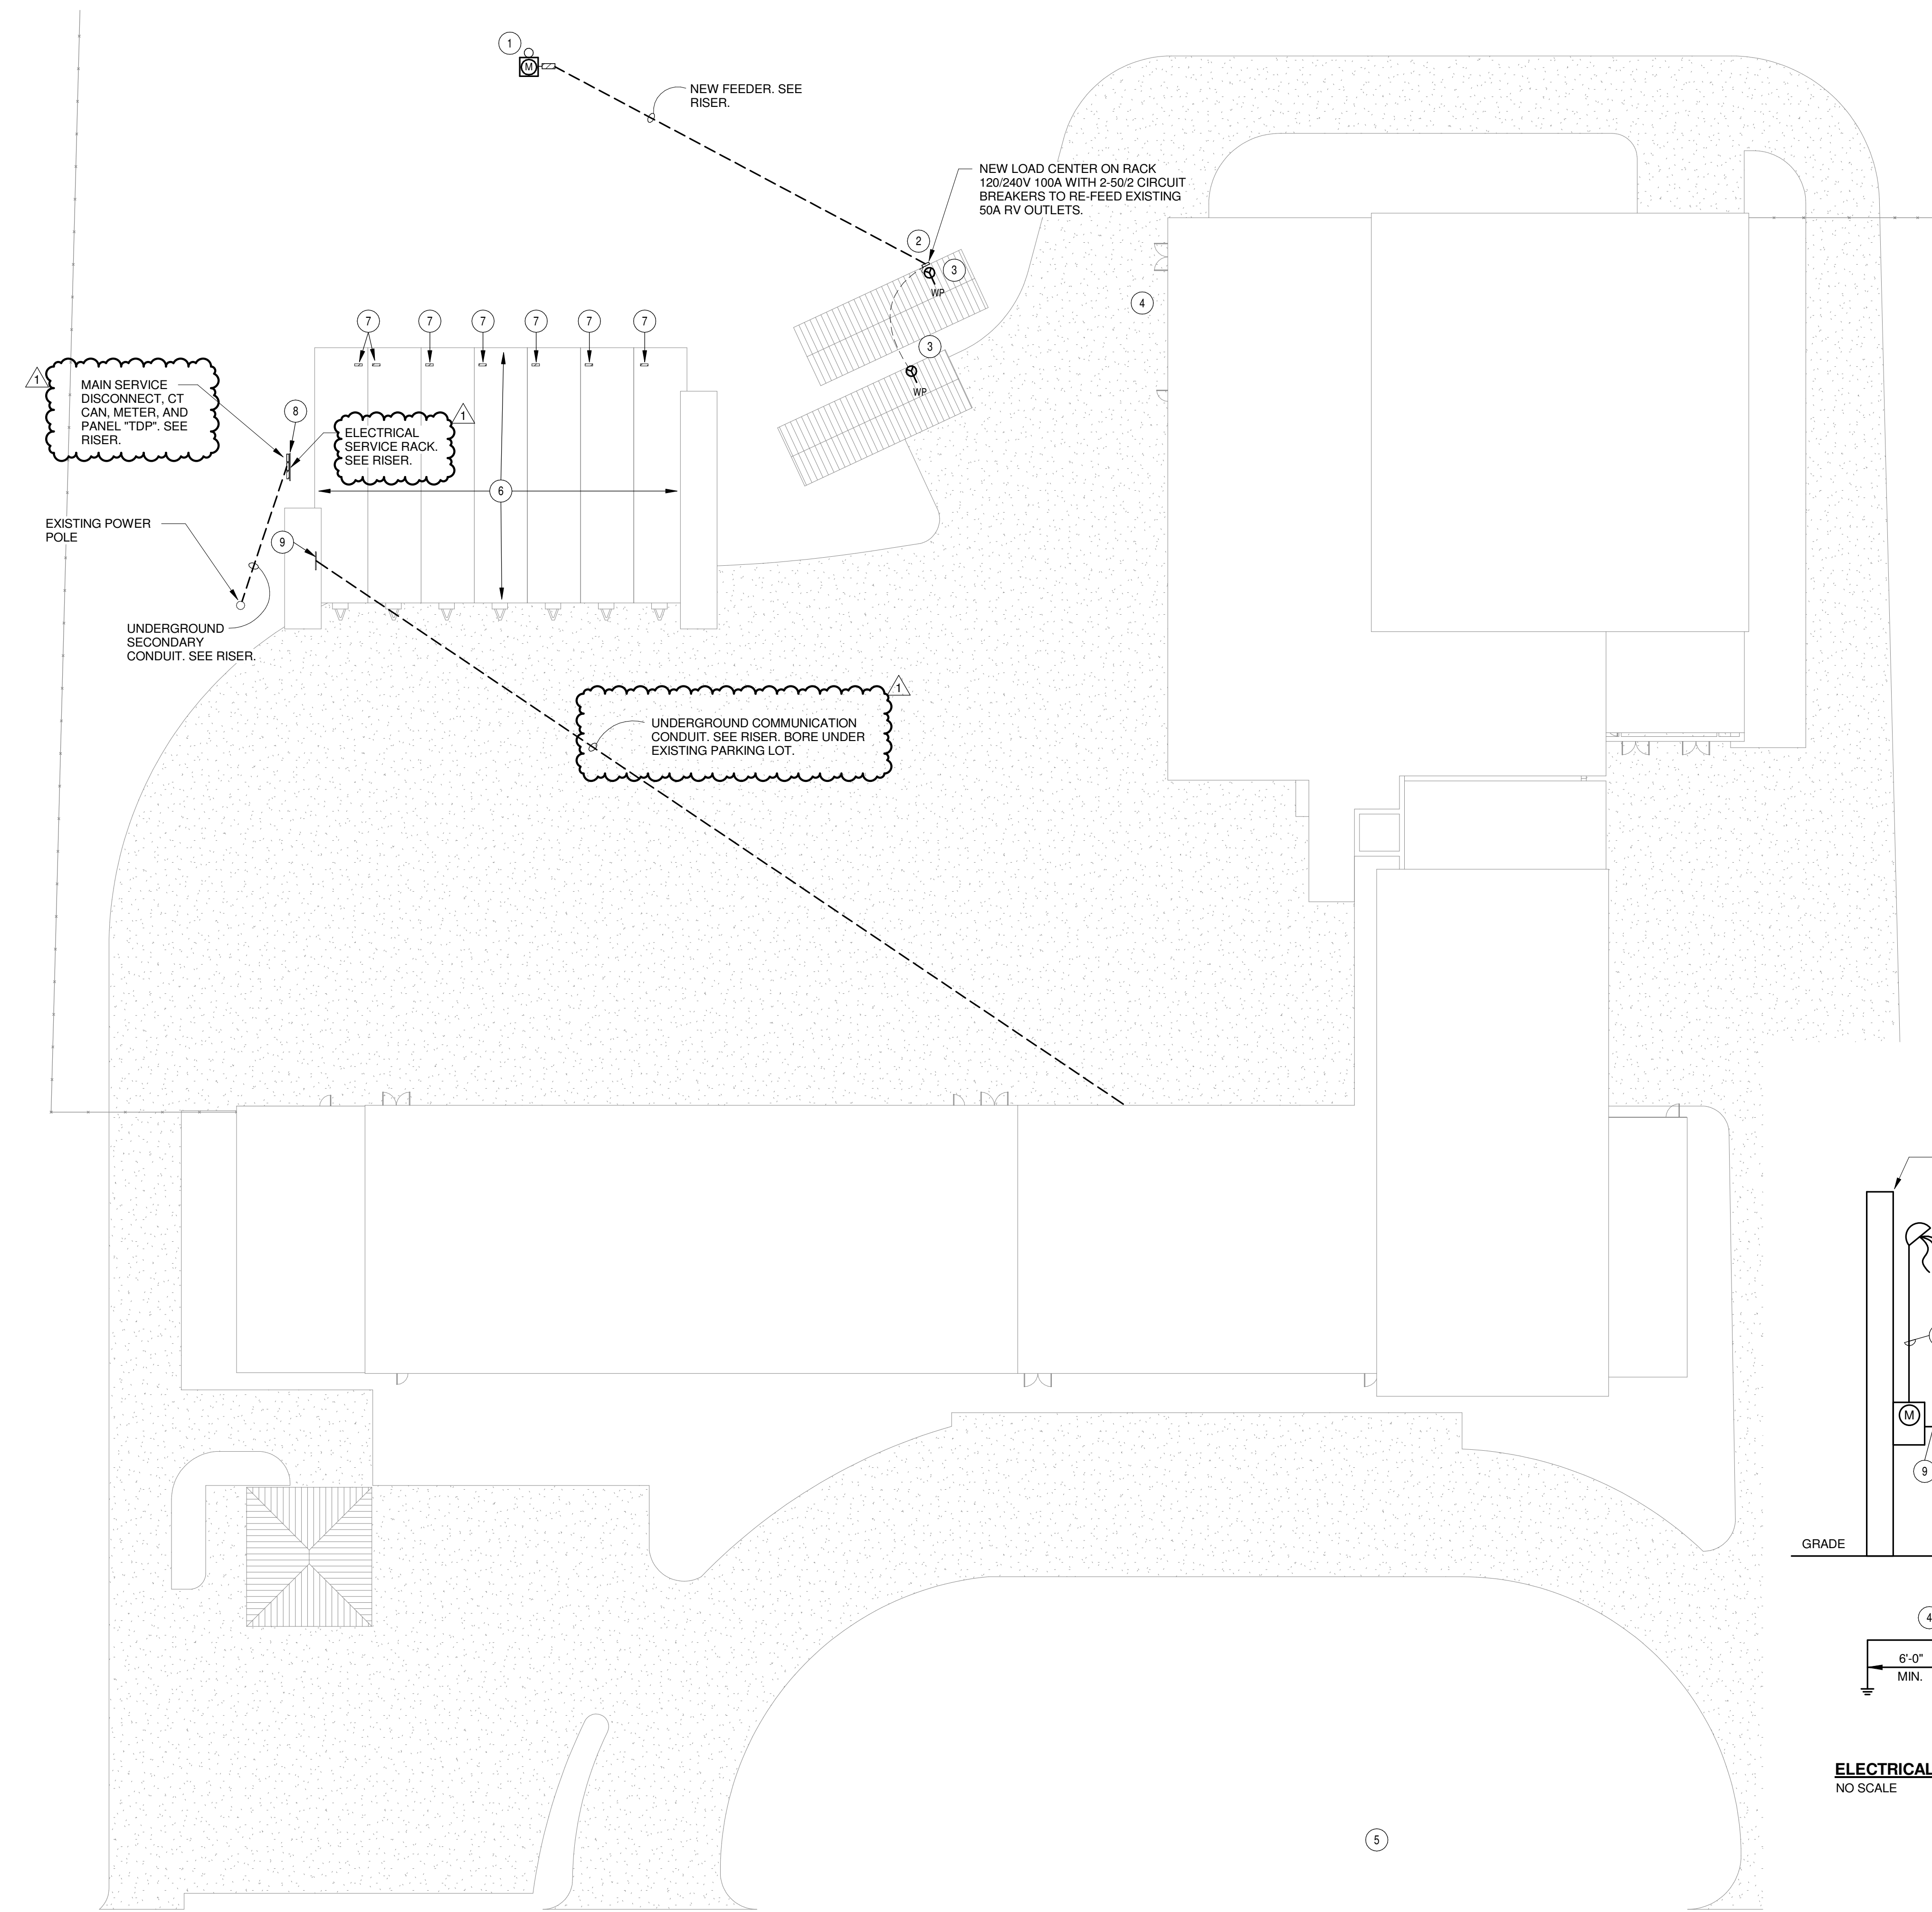 1
M
NEW FEEDER. SEE
RISER.
NEW LOAD CENTER ON RACK
120/240V 100A WITH 2-50/2 CIRCUIT
BREAKERS TO RE-FEED EXISTING
50A RV OUTLETS.
2
3
WP
4
3
WP
7
7
7
7
7
7
1
MAIN SERVICE
DISCONNECT, CT
CAN, METER, AND
PANEL "TDP". SEE
RISER.
8
1
ELECTRICAL
SERVICE RACK.
SEE RISER.
6
EXISTING POWER
POLE
9
UNDERGROUND
SECONDARY
CONDUIT. SEE RISER.
1
UNDERGROUND COMMUNICATION
CONDUIT. SEE RISER. BORE UNDER
EXISTING PARKING LOT.
M
9
GRADE
4
6'-0"
MIN.
ELECTRICAL
NO SCALE
5